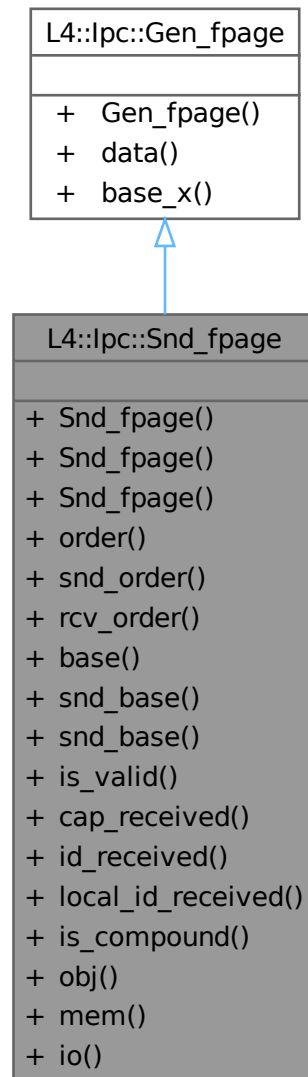 L4::Ipc::Gen_fpage
+ Gen_fpage()
+ data()
+ base_x()
L4::Ipc::Snd_fpage
+ Snd_fpage()
+ Snd_fpage()
+ Snd_fpage()
+ order()
+ snd_order()
+ rcv_order()
+ base()
+ snd_base()
+ snd_base()
+ is_valid()
+ cap_received()
+ id_received()
+ local_id_received()
+ is_compound()
+ obj()
+ mem()
+ io()